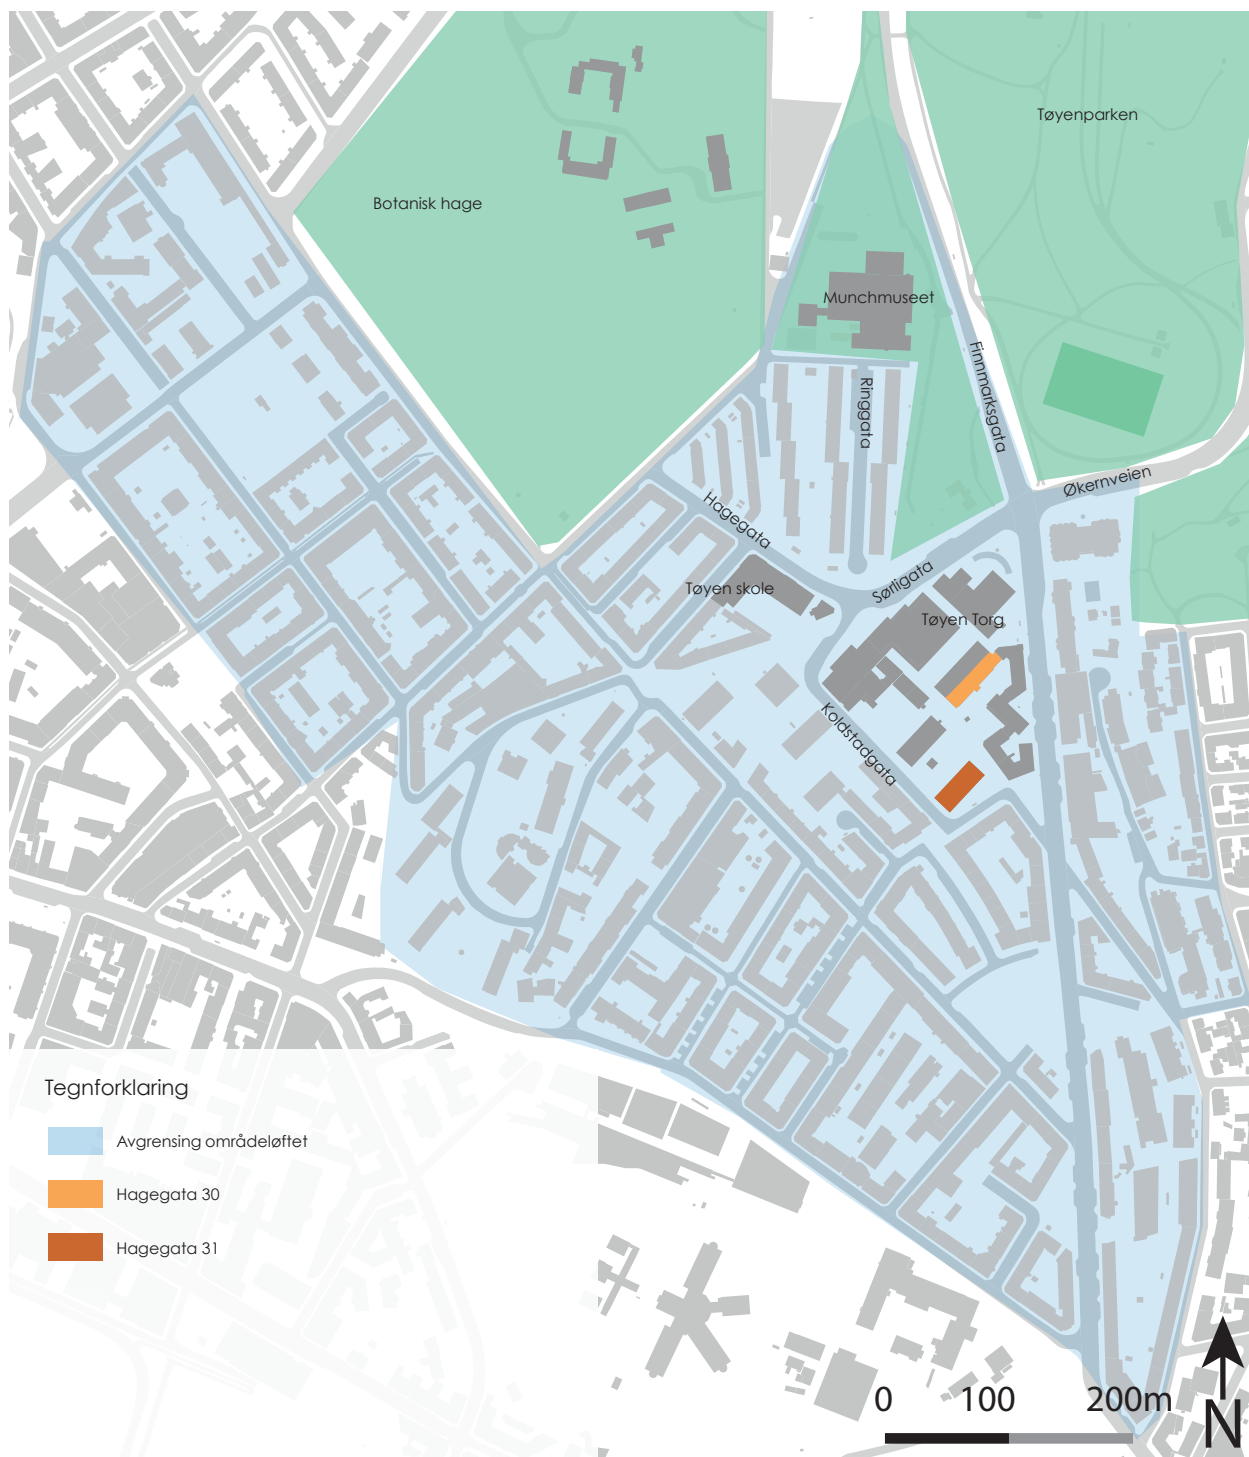 Tøyenparken
Botanisk hage
Munchmuseet
Finnmarksgata
Ringgata
Økernveien
Hagegata
Sørligata
Tøyen skole
Tøyen Torg
Koldstadgata
Tegnforklaring
Avgrensing områdeløftet
Hagegata 30
Hagegata 31
0 100 200m
N